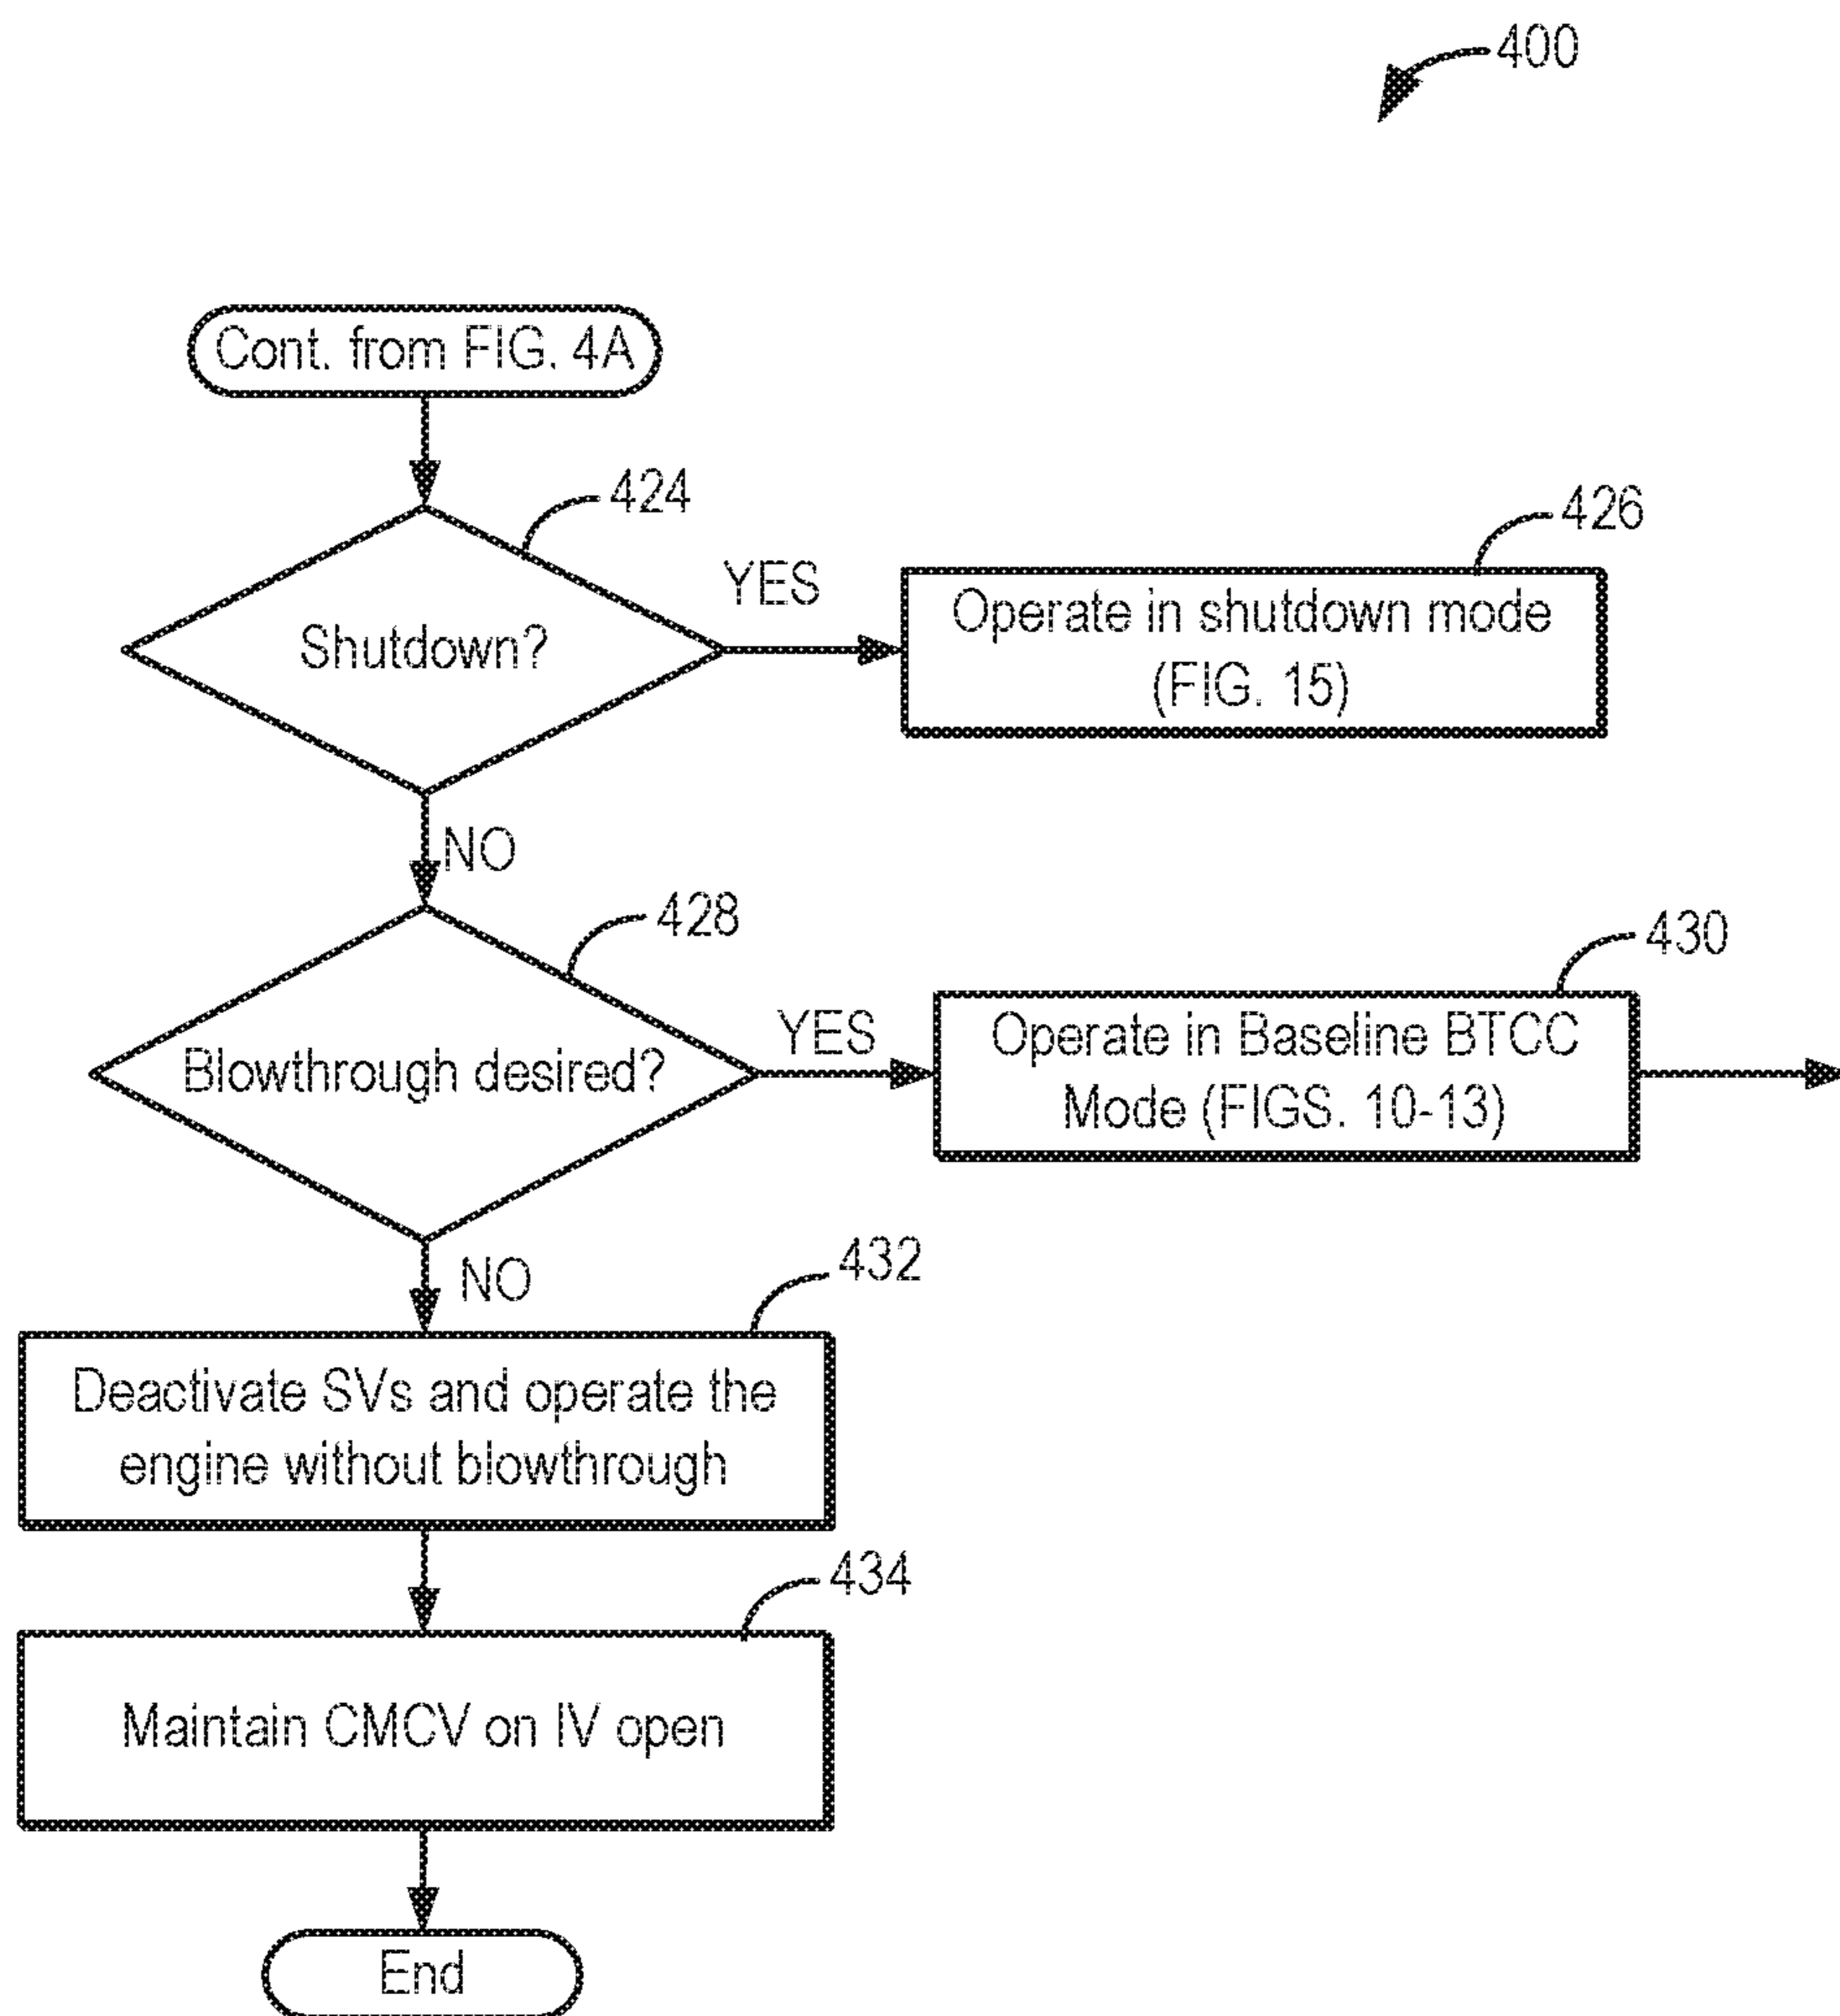 400
Cont. from FIG. 4A
424
Shutdown?
YES
426
Operate in shutdown mode
(FIG. 15)
NO
428
Blowthrough desired?
YES
430
Operate in Baseline BTCC
Mode (FIGS. 10-13)
NO
432
Deactivate SVs and operate the
engine without blowthrough
434
Maintain CMCV on IV open
End